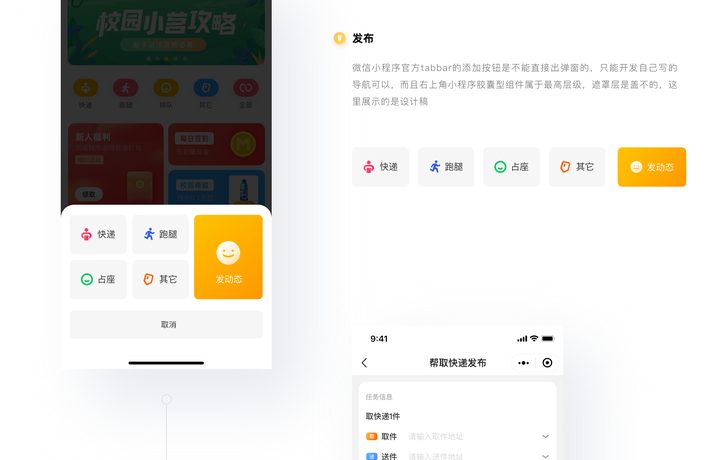 校园小营攻略
快递
跑腿
排队
其它
全部
新人福利
每日签到
领取
快递
跑腿
占座
其它
发动态
取消
发布
微信小程序官方tabbar的添加按钮是不能直接出弹窗的，只能开发自己写的
导航可以，而且右上角小程序胶囊型组件属于最高层级，遮罩层是盖不的，这
里展示的是设计稿
快递
跑腿
占座
其它
发动态
9:41
帮取快递发布
任务信息
取快递1件
取
取件
请输入取件地址
送
送件
请输入送件地址